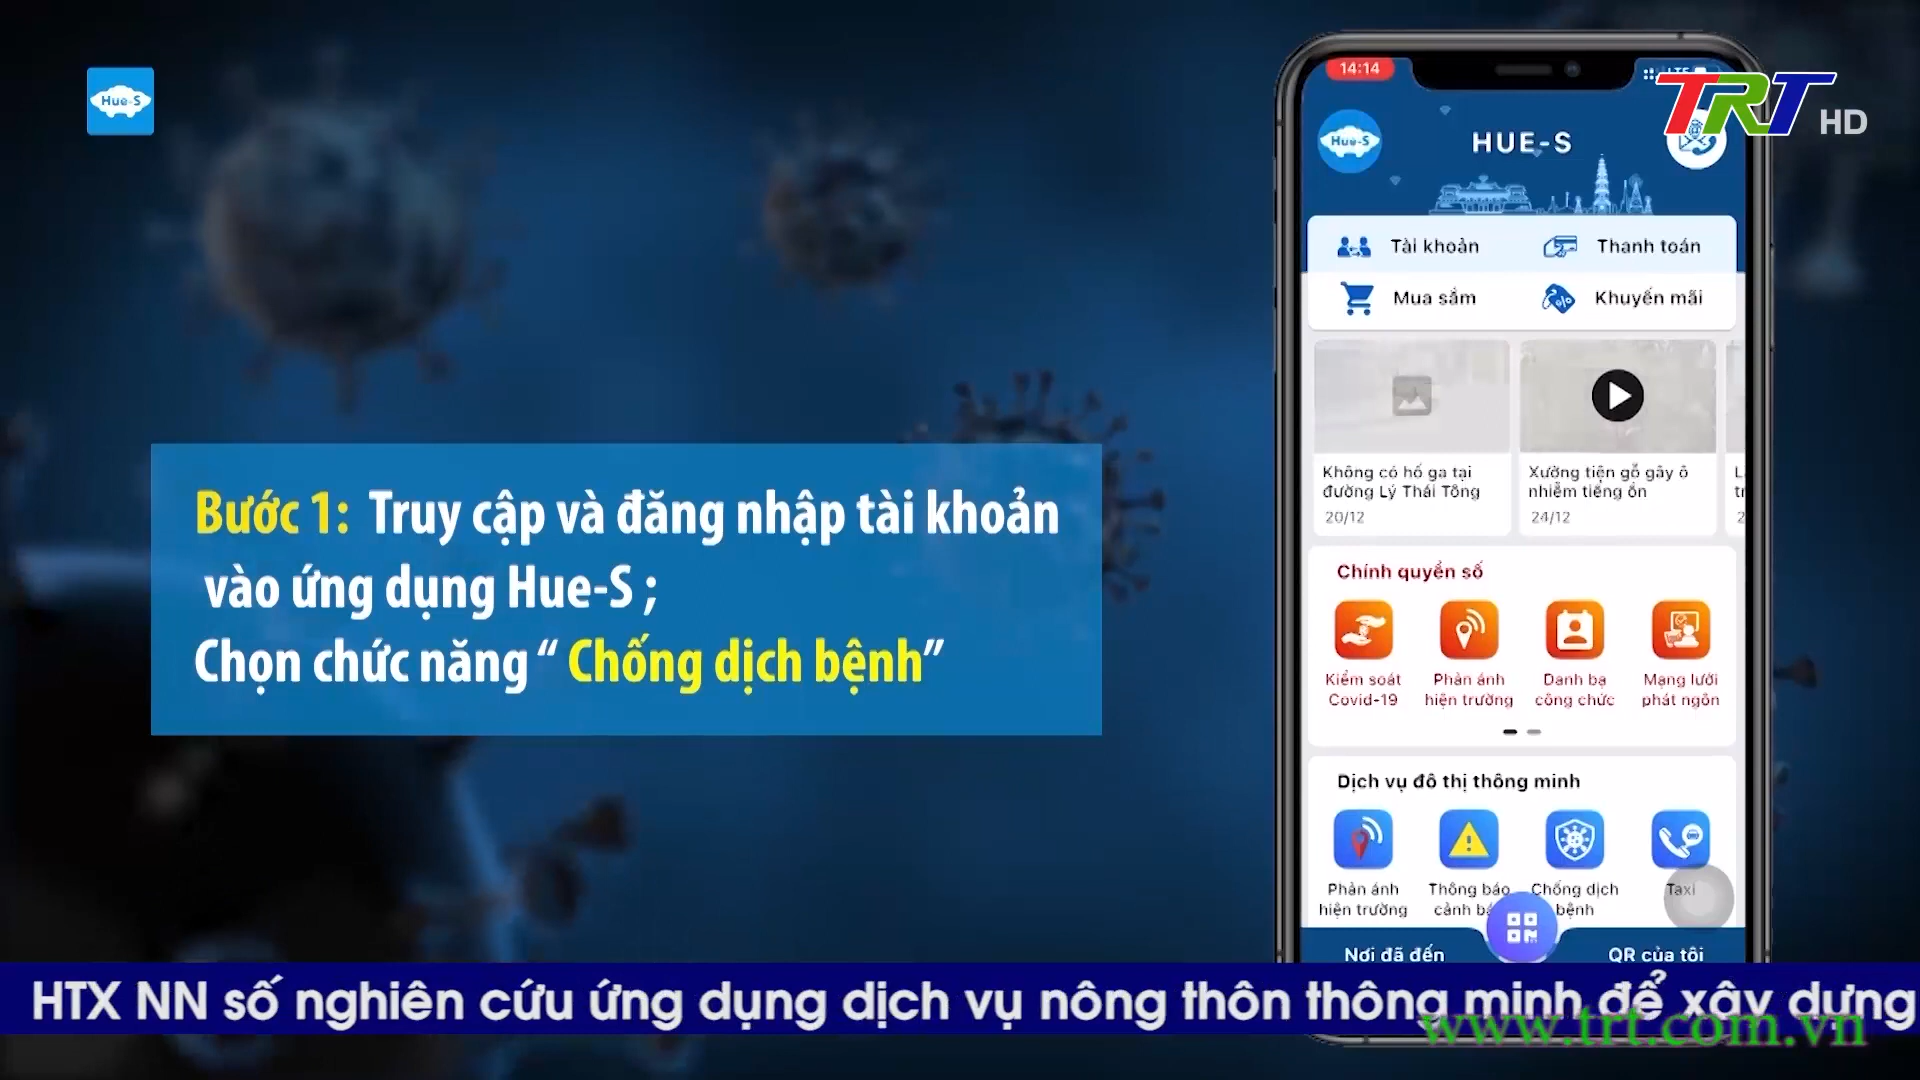 Hue-S
Bước 1: Truy cập và đăng nhập tài khoản
vào ứng dụng Hue-S ;
Chọn chức năng “ Chống dịch bệnh”
14:14
TRT HD
Hue-S
HUE-S
Tài khoản
Thanh toán
Mua sắm
Khuyến mãi
Không có hố ga tại
đường Lý Thái Tông
20/12
Xưởng tiện gỗ gây ô
nhiễm tiếng ồn
24/12
Chính quyền số
Kiểm soát
Covid-19
Phản ánh
hiện trường
Danh bạ
công chức
Mạng lưới
phát ngôn
Dịch vụ đô thị thông minh
Phản ánh
hiện trường
Thông báo
cảnh
Chống dịch
bệnh
Taxi
Nơi đã đến
QR của tôi
HTX NN số nghiên cứu ứng dụng dịch vụ nông thôn thông minh để xây dựng
www.trt.com.vn